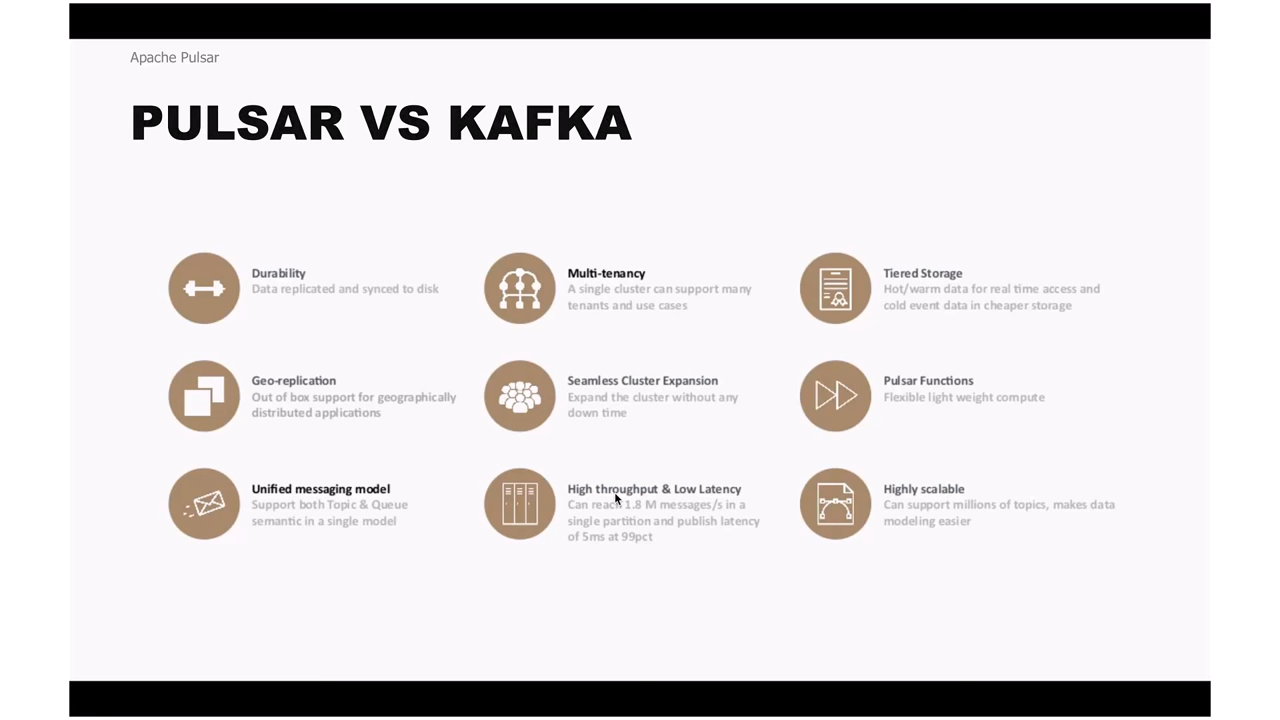 Apache Pulsar
PULSAR VS KAFKA
Durability
Data replicated and synced to disk
Multi-tenancy
A single cluster can support many
tenants and use cases
Tiered Storage
Hot/warm data for real time access and
cold event data in cheaper storage
Geo-replication
Out of box support for geographically
distributed applications
Seamless Cluster Expansion
Expand the cluster without any
down time
Pulsar Functions
Flexible light weight compute
Unified messaging model
Support both Topic & Queue
semantic in a single model
High throughput & Low Latency
Can reach 1.8 M messages/s in a
single partition and publish latency
of 5ms at 99pct
Highly scalable
Can support millions of topics, makes data
modeling easier